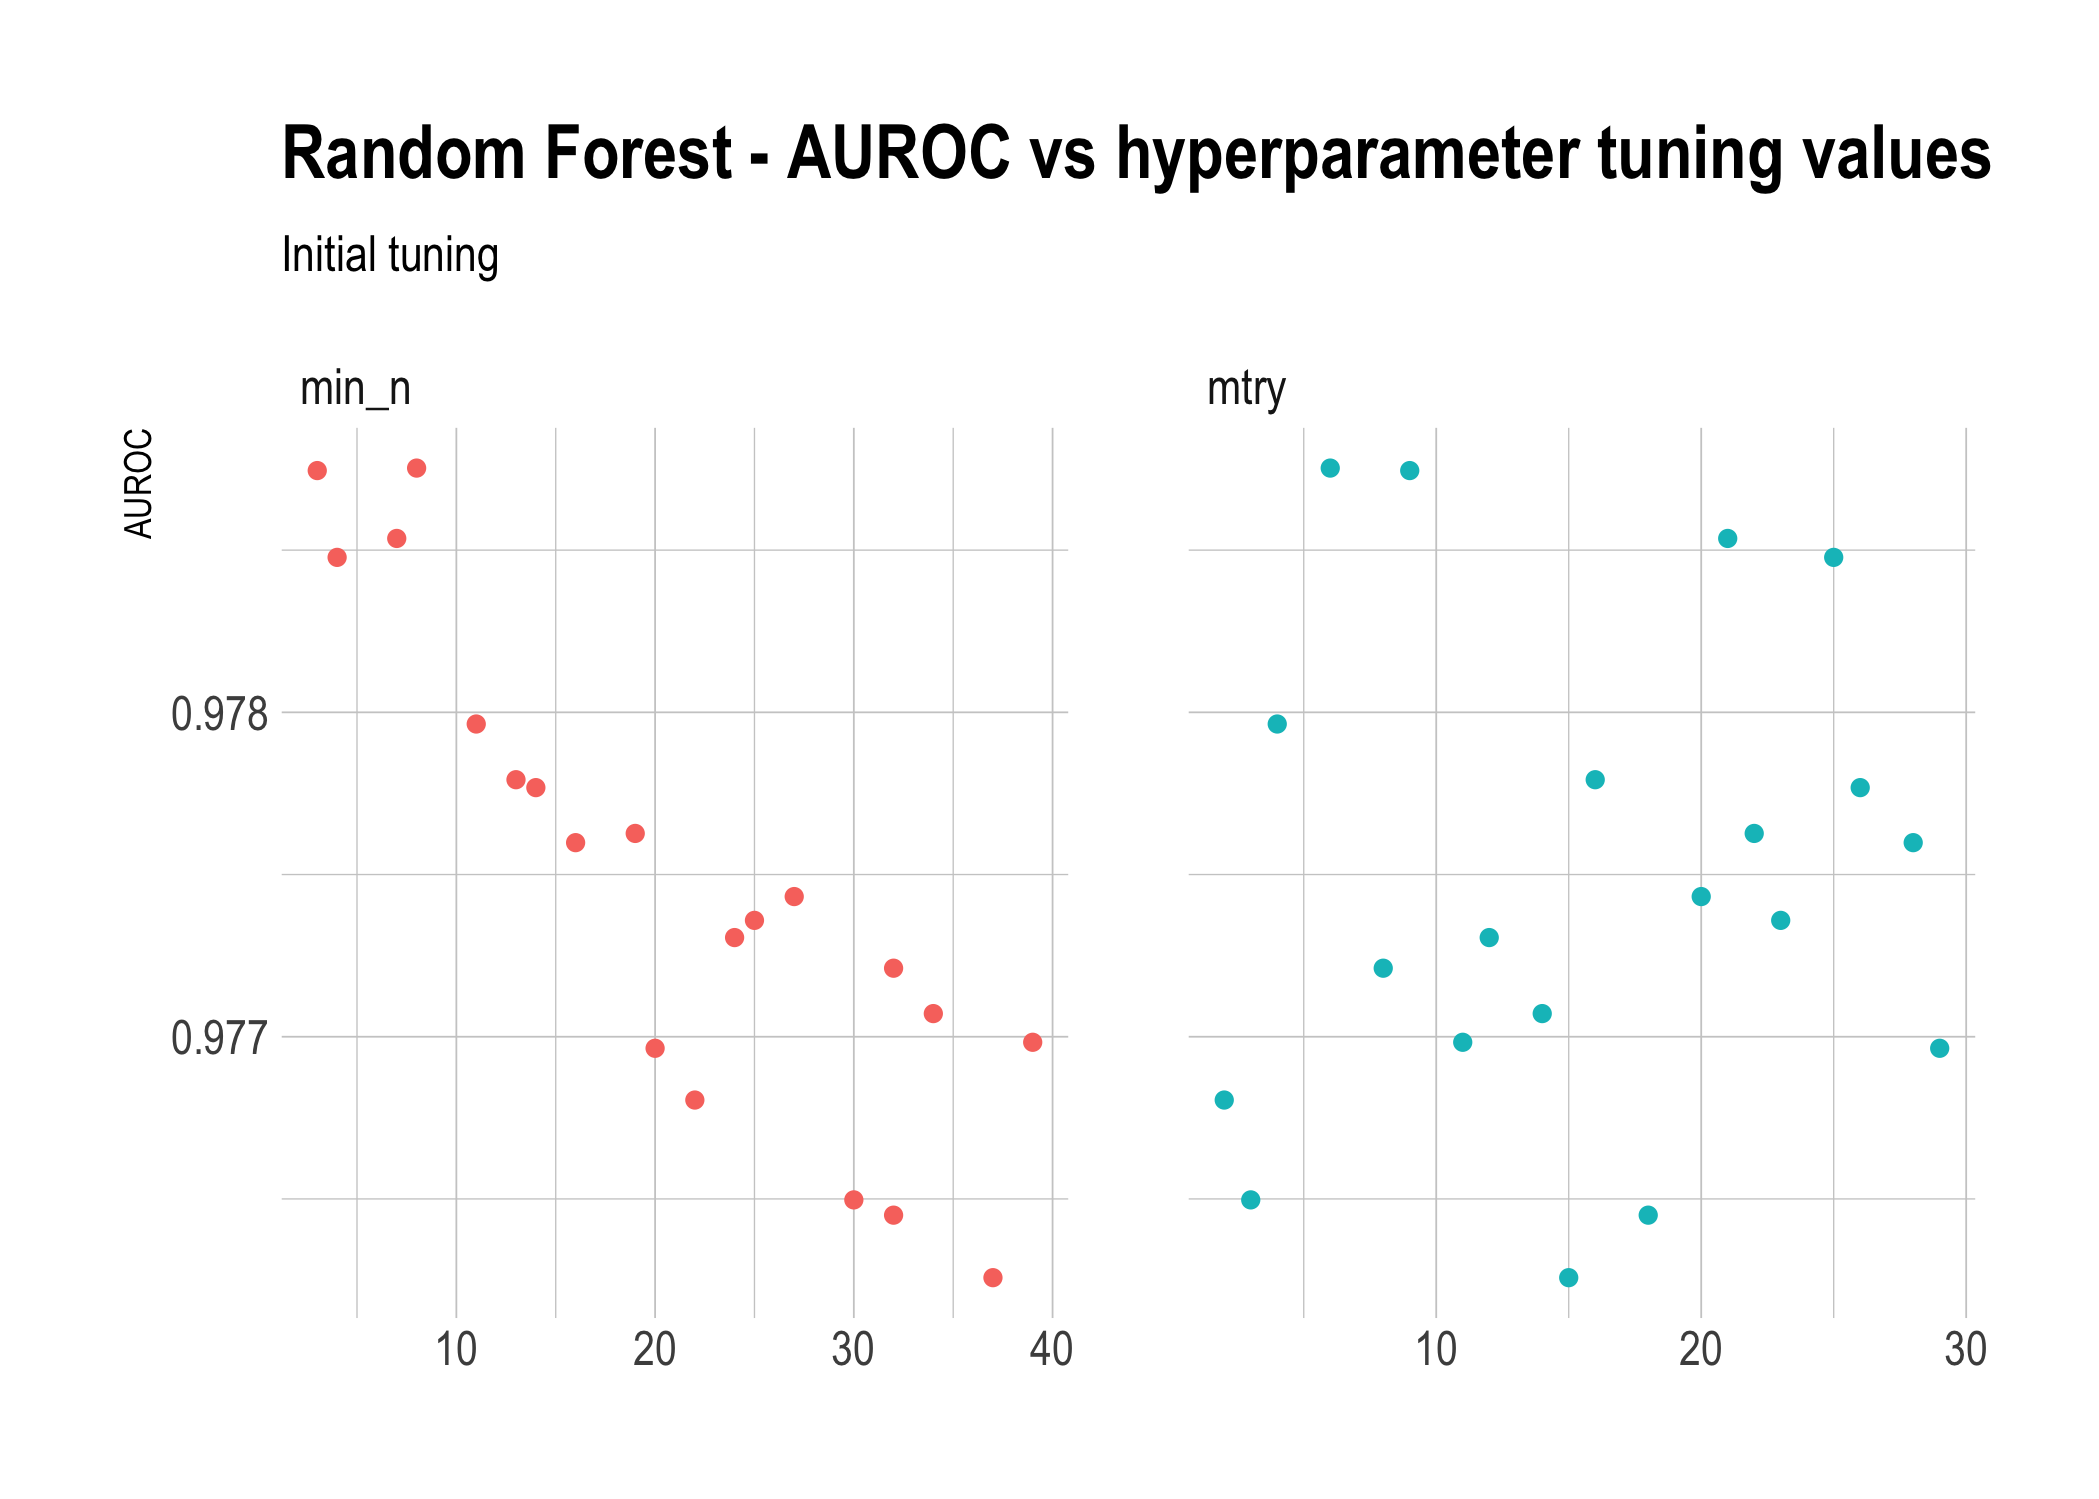 Random Forest - AUROC vs hyperparameter tuning values
Initial tuning
min_n
mtry
AUROC
0.978
0.977
10 20 30 40
10 20 30